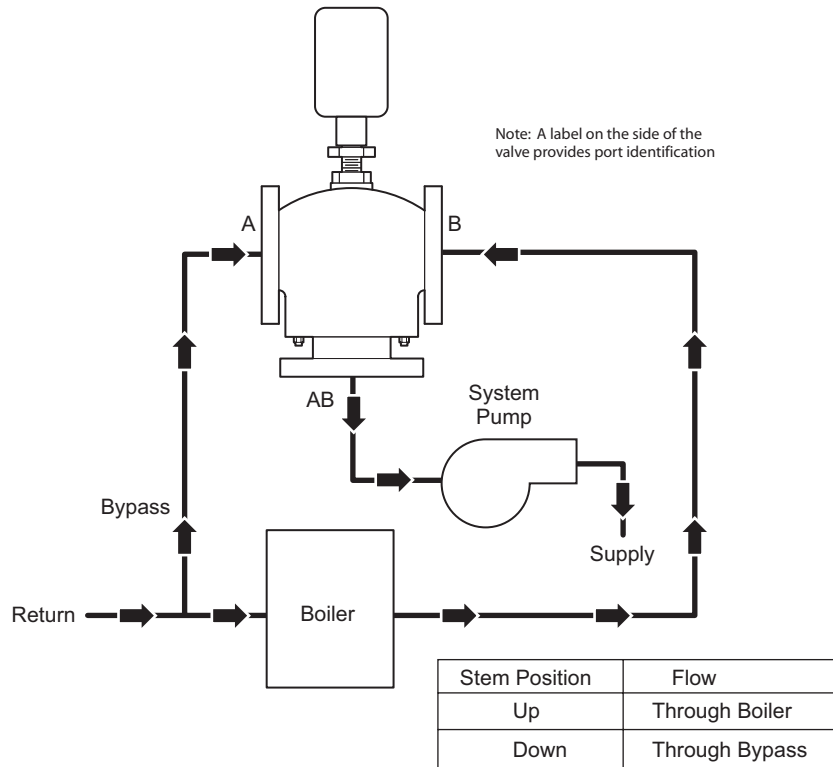 Note: A label on the side of the
valve provides port identification
A
B
AB
System
Pump
Bypass
Supply
Return
Boiler
Stem Position Flow
Up Through Boiler
Down Through Bypass